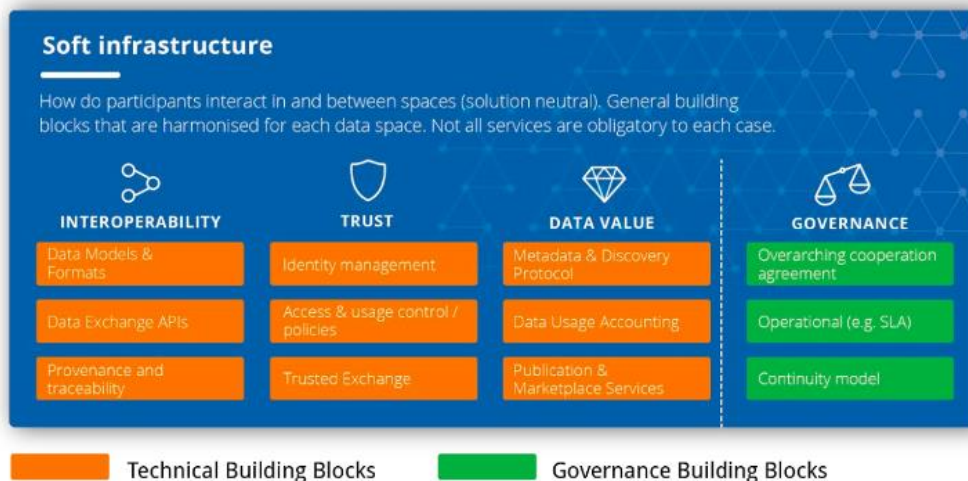 Soft infrastructure
How do participants interact in and between spaces (solution neutral). General building
blocks that are harmonised for each data space. Not all services are obligatory to each case.
INTEROPERABILITY
Data Models &
Formats
Data Exchange APIs
Provenance and
traceability
TRUST
Identity management
Access & usage control /
policies
Trusted Exchange
DATA VALUE
Metadata & Discovery
Protocol
Data Usage Accounting
Publication &
Marketplace Services
GOVERNANCE
Overarching cooperation
agreement
Operational (e.g. SLA)
Continuity model
Technical Building Blocks
Governance Building Blocks